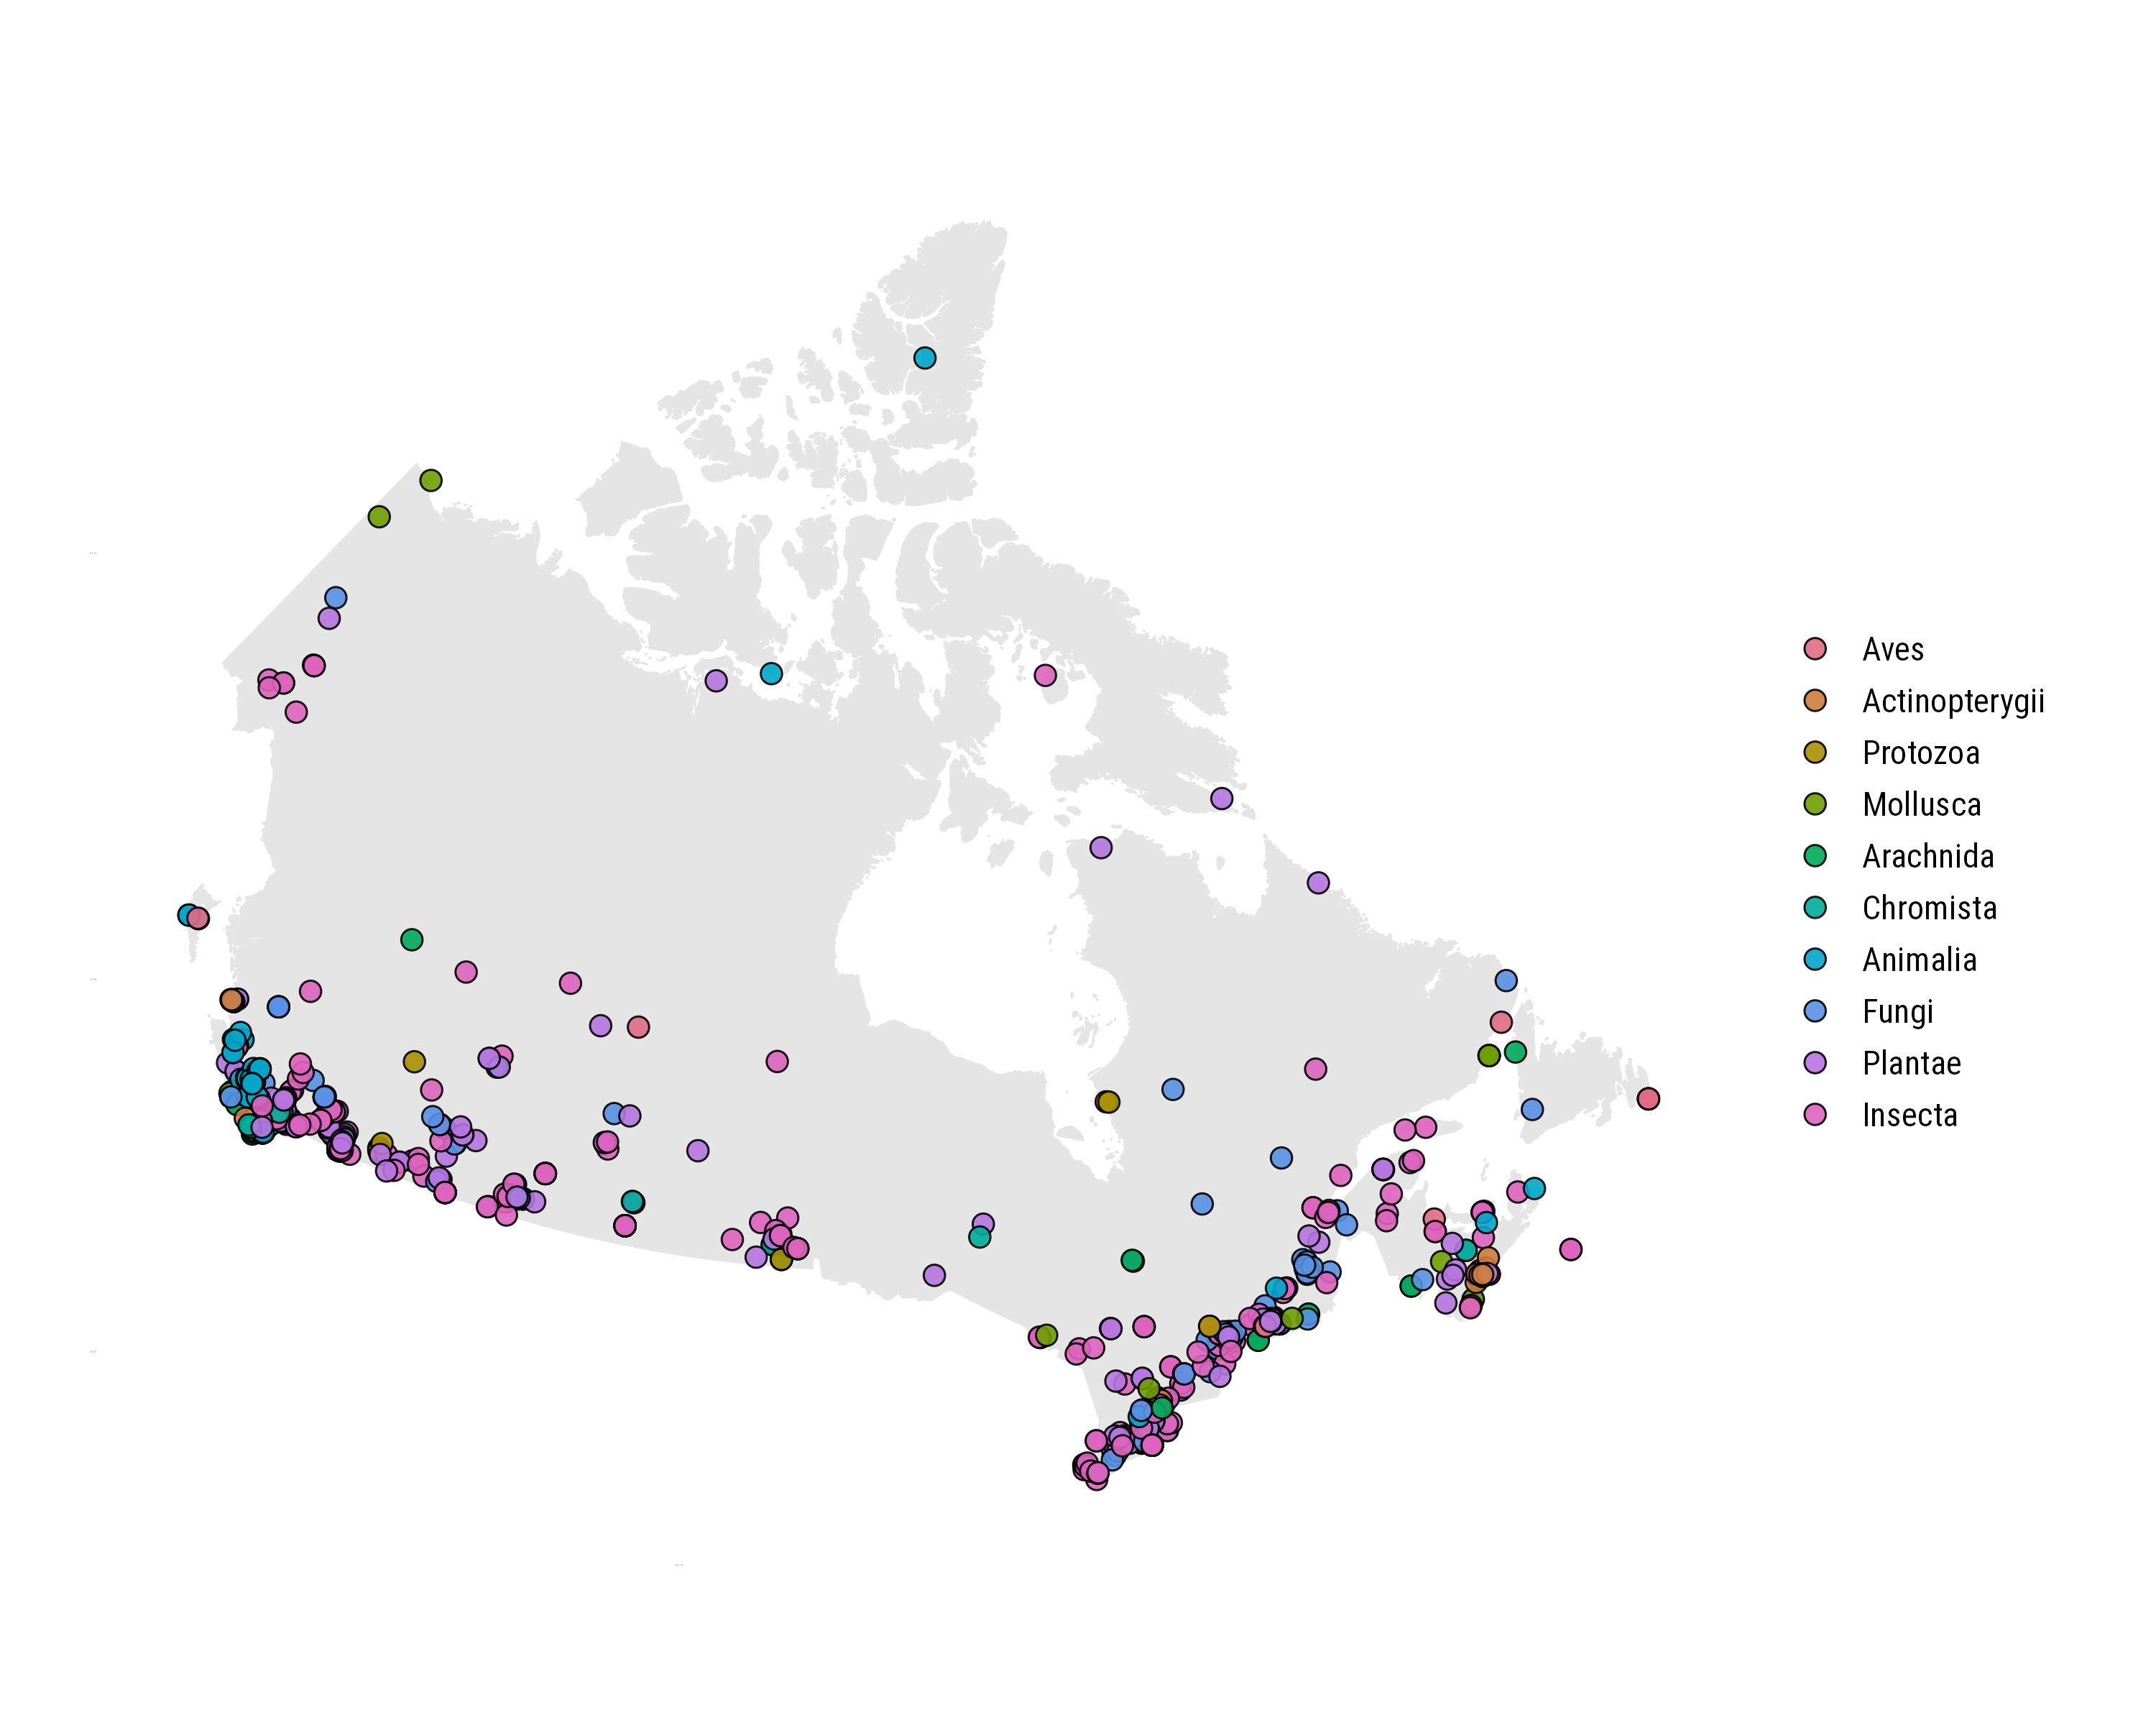 Aves
Actinopterygii
Protozoa
Mollusca
Arachnida
Chromista
Animalia
Fungi
Plantae
Insecta